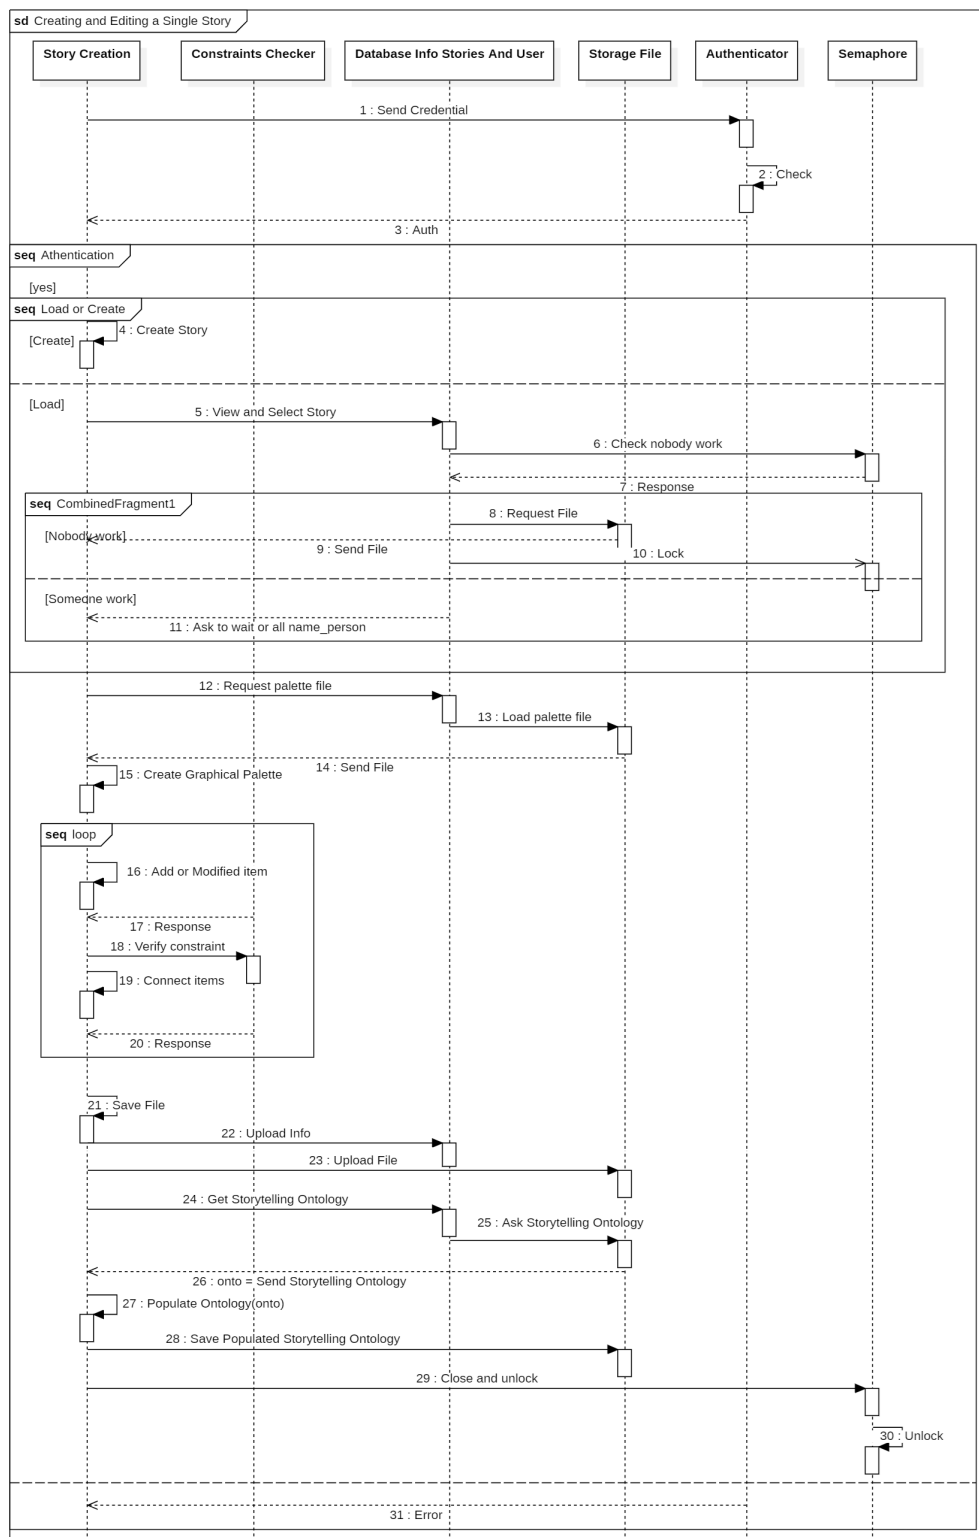 sd Creating and Editing a Single Story
Story Creation
Constraints Checker
Database Info Stories And User
Storage File
Authenticator
Semaphore
1 : Send Credential
2 : Check
3 : Auth
seq Athentication
[yes]
seq Load or Create
4 : Create Story
[Create]
[Load]
5 : View and Select Story
6 : Check nobody work
7 : Response
seq CombinedFragment1
8 : Request File
[Nobody work]
9 : Send File
10 : Lock
[Someone work]
11 : Ask to wait or all name_person
12 : Request palette file
13 : Load palette file
14 : Send File
15 : Create Graphical Palette
seq loop
16 : Add or Modified item
17 : Response
18 : Verify constraint
19 : Connect items
20 : Response
21 : Save File
22 : Upload Info
23 : Upload File
24 : Get Storytelling Ontology
25 : Ask Storytelling Ontology
26 : onto = Send Storytelling Ontology
27 : Populate Ontology(onto)
28 : Save Populated Storytelling Ontology
29 : Close and unlock
30 : Unlock
31 : Error